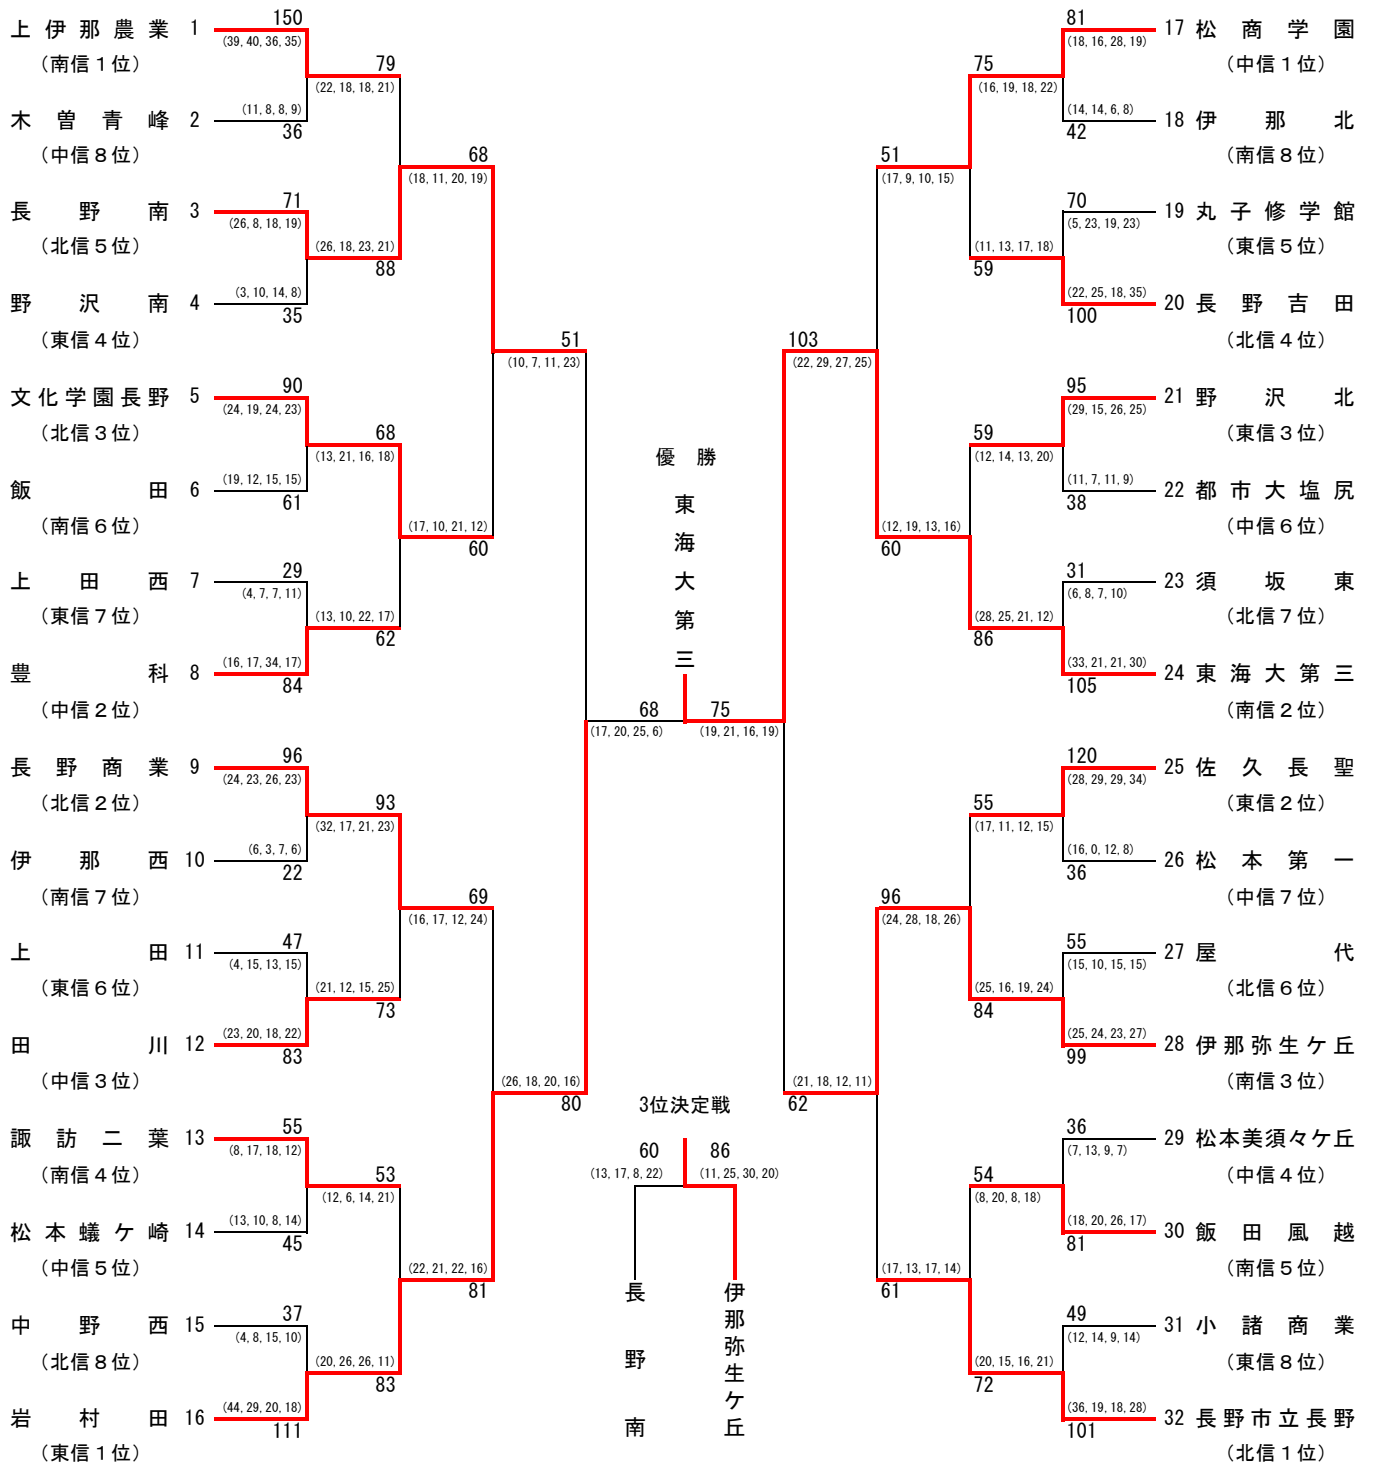 上伊那農業 1 150
(39, 40, 36, 35)
(南信1位)
79
(22, 18, 18, 21)
(11, 8, 8, 9)
木曽青峰 2 36
(中信8位)
68
(18, 11, 20, 19)
長野南 3 71
(26, 8, 18, 19)
(北信5位)
(26, 18, 23, 21)
88
(3, 10, 14, 8)
野沢南 4 35
(東信4位)
51
(10, 7, 11, 23)
文化学園長野 5 90
(24, 19, 24, 23)
(北信3位)
68
(13, 21, 16, 18)
(19, 12, 15, 15)
飯田 6 61
(南信6位)
(17, 10, 21, 12)
60
上田西 7 29
(4, 7, 7, 11)
(東信7位)
(13, 10, 22, 17)
62
(16, 17, 34, 17)
豊科 8 84
(中信2位)
68
(17, 20, 25, 6)
長野商業 9 96
(24, 23, 26, 23)
(北信2位)
93
(32, 17, 21, 23)
(6, 3, 7, 6)
伊那西 10 22
(南信7位)
69
(16, 17, 12, 24)
上田 11 47
(4, 15, 13, 15)
(東信6位)
(21, 12, 15, 25)
73
(23, 20, 18, 22)
田川 12 83
(中信3位)
(26, 18, 20, 16)
80
諏訪二葉 13 55
(8, 17, 18, 12)
(南信4位)
53
(12, 6, 14, 21)
(13, 10, 8, 14)
松本蟻ケ崎 14 45
(中信5位)
(22, 21, 22, 16)
81
中野西 15 37
(4, 8, 15, 10)
(北信8位)
(20, 26, 26, 11)
83
(44, 29, 20, 18)
岩村田 16 111
(東信1位)
優勝
東海大第三
75
(19, 21, 16, 19)
3位決定戦
60 86
(13, 17, 8, 22) (11, 25, 30, 20)
長野南
伊那弥生ケ丘
81 17 松商学園
(18, 16, 28, 19)
(中信1位)
75
(16, 19, 18, 22)
(14, 14, 6, 8)
42 18 伊那北
(南信8位)
51
(17, 9, 10, 15)
70 19 丸子修学館
(5, 23, 19, 23)
(東信5位)
(11, 13, 17, 18)
59
(22, 25, 18, 35)
100 20 長野吉田
(北信4位)
103
(22, 29, 27, 25)
95 21 野沢北
(29, 15, 26, 25)
(東信3位)
59
(12, 14, 13, 20)
(11, 7, 11, 9)
38 22 都市大塩尻
(中信6位)
(12, 19, 13, 16)
60
31 23 須坂東
(6, 8, 7, 10)
(北信7位)
(28, 25, 21, 12)
86
(33, 21, 21, 30)
105 24 東海大第三
(南信2位)
120 25 佐久長聖
(28, 29, 29, 34)
(東信2位)
55
(17, 11, 12, 15)
(16, 0, 12, 8)
36 26 松本第一
(中信7位)
96
(24, 28, 18, 26)
55 27 屋代
(15, 10, 15, 15)
(北信6位)
(25, 16, 19, 24)
84
(25, 24, 23, 27)
99 28 伊那弥生ケ丘
(南信3位)
(21, 18, 12, 11)
62
36 29 松本美須々ケ丘
(7, 13, 9, 7)
(中信4位)
54
(8, 20, 8, 18)
(18, 20, 26, 17)
81 30 飯田風越
(南信5位)
(17, 13, 17, 14)
61
49 31 小諸商業
(12, 14, 9, 14)
(東信8位)
(20, 15, 16, 21)
72
(36, 19, 18, 28)
101 32 長野市立長野
(北信1位)